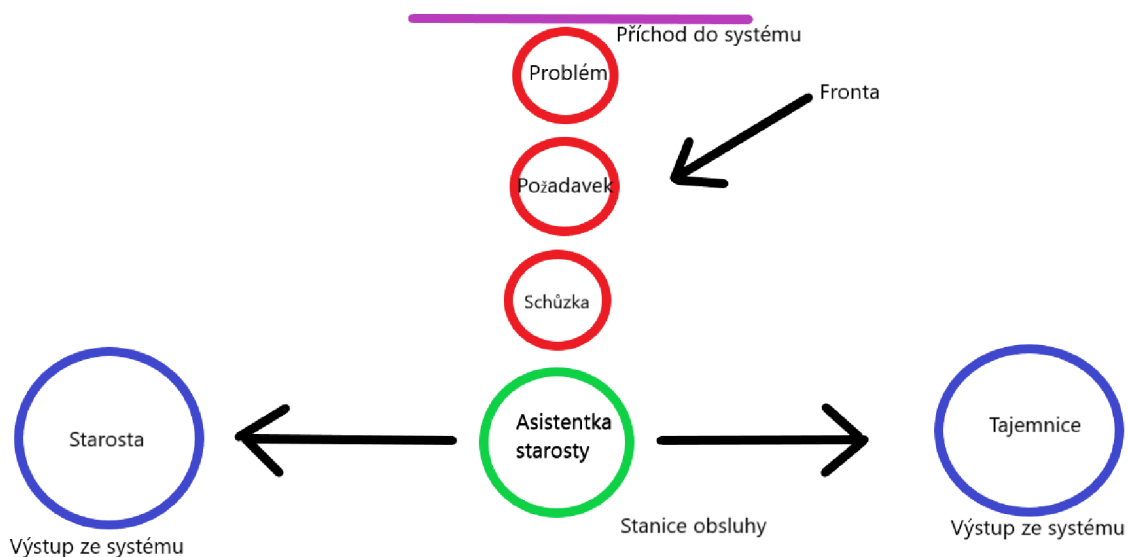 Příchod do systému
Problém
Fronta
Požadavek
Schůzka
Starosta
Asistentka
starosty
Tajemnice
Stanice obsluhy
Výstup ze systému
Výstup ze systému